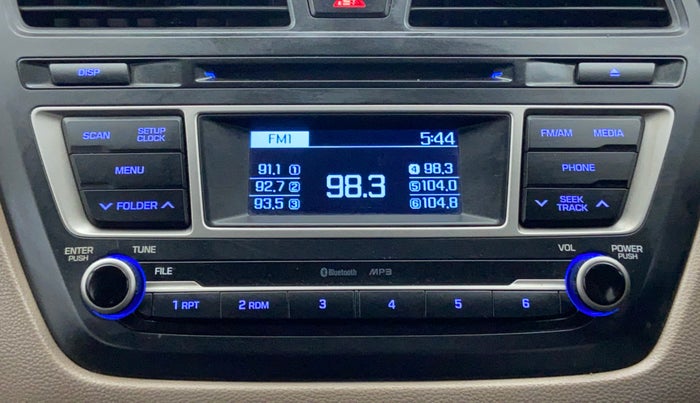 DISP
SCAN
SETUP
CLOCK
MENU
FOLDER
FM1
5:44
91.1 1
92.7 2
93.5 3
98.3
4 98.3
5 104.0
6 104.8
FM/AM
MEDIA
PHONE
SEEK
TRACK
ENTER
PUSH
TUNE
FILE
Bluetooth
MP3
VOL
POWER
PUSH
1 RPT
2 RDM
3
4
5
6